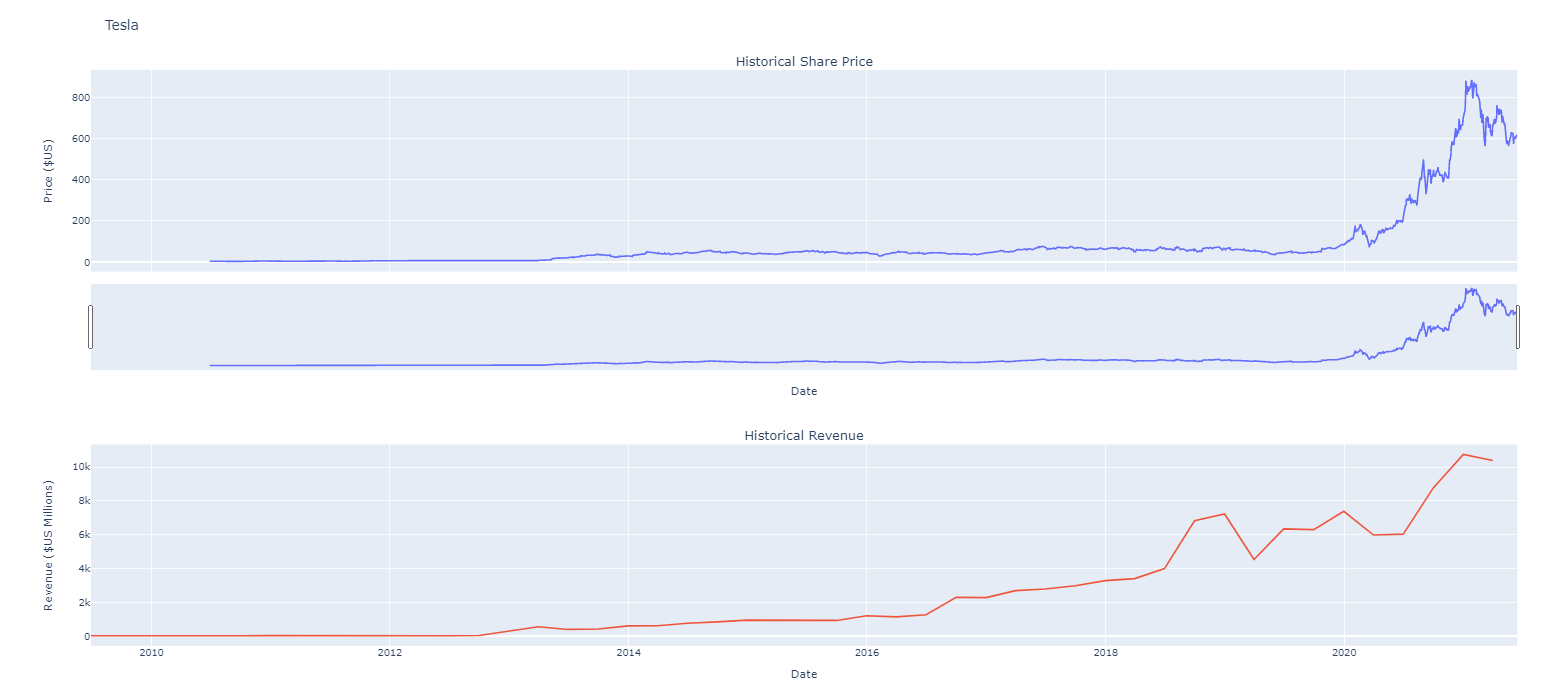 Tesla
Historical Share Price
800
600
400
200
0
Price ($US)
Date
Historical Revenue
10k
8k
6k
4k
2k
0
Revenue ($US Millions)
2010 2012 2014 2016 2018 2020
Date